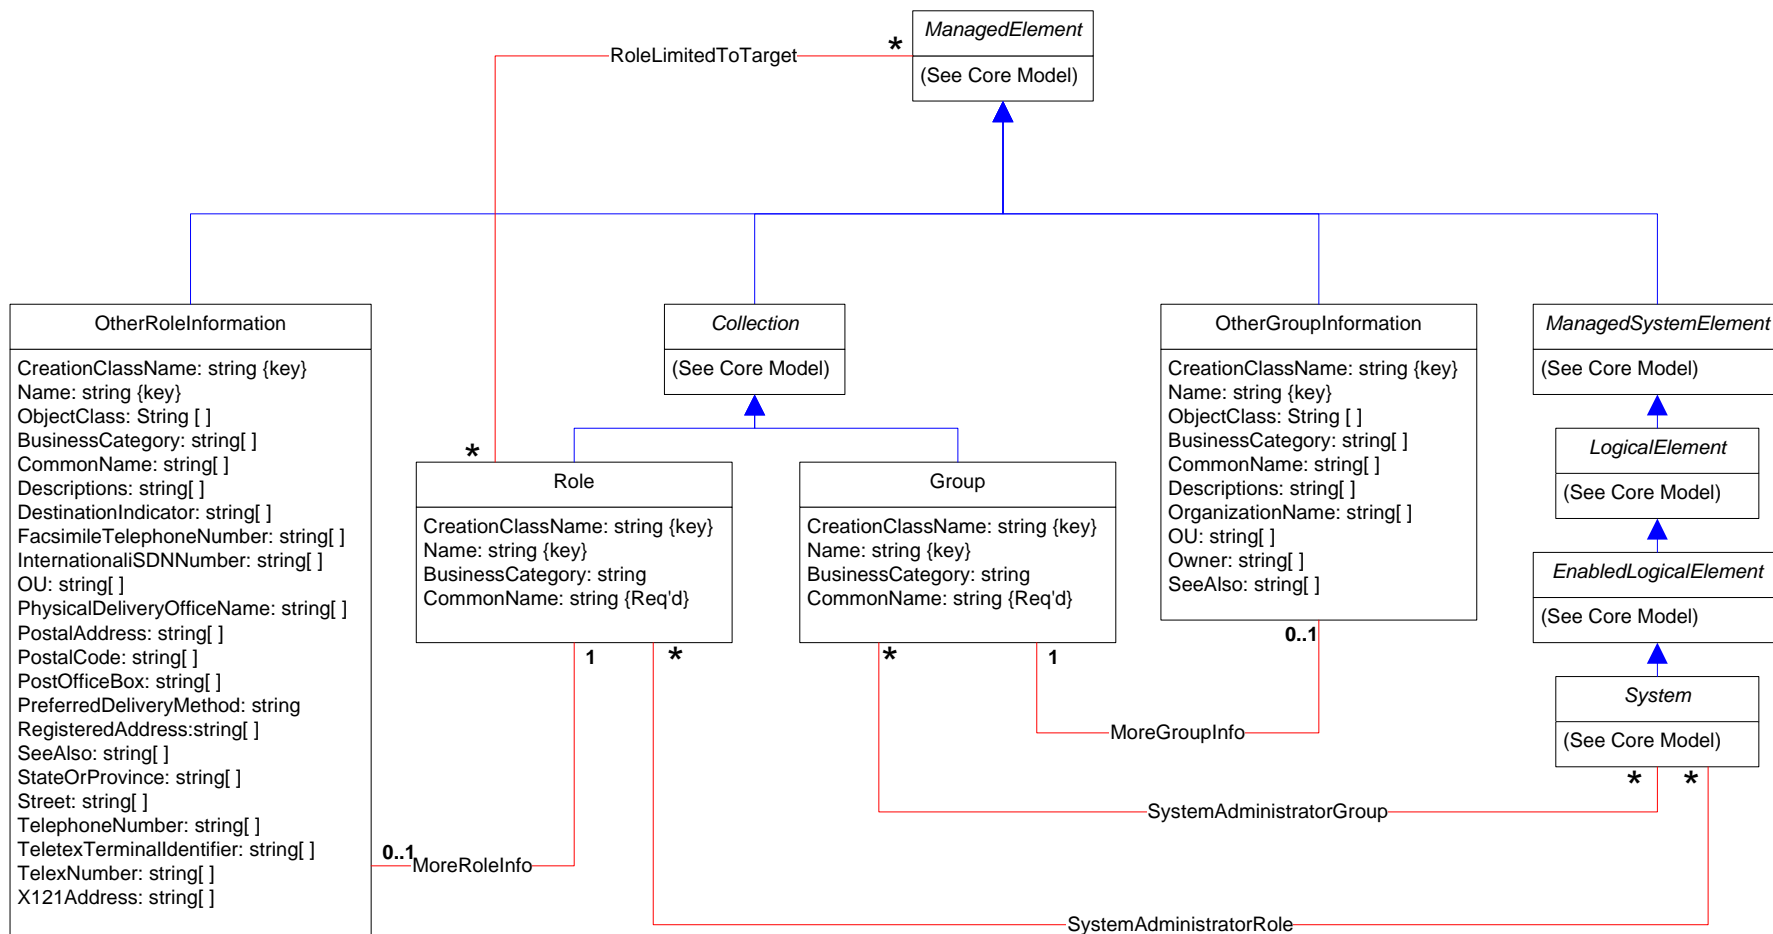 ManagedElement
(See Core Model)
RoleLimitedToTarget
*
*
OtherRoleInformation
CreationClassName: string {key}
Name: string {key}
ObjectClass: String [ ]
BusinessCategory: string[ ]
CommonName: string[ ]
Descriptions: string[ ]
DestinationIndicator: string[ ]
FacsimileTelephoneNumber: string[ ]
InternationaliSDNNumber: string[ ]
OU: string[ ]
PhysicalDeliveryOfficeName: string[ ]
PostalAddress: string[ ]
PostalCode: string[ ]
PostOfficeBox: string[ ]
PreferredDeliveryMethod: string
RegisteredAddress:string[ ]
SeeAlso: string[ ]
StateOrProvince: string[ ]
Street: string[ ]
TelephoneNumber: string[ ]
TeletexTerminalIdentifier: string[ ]
TelexNumber: string[ ]
X121Address: string[ ]
Collection
(See Core Model)
Role
CreationClassName: string {key}
Name: string {key}
BusinessCategory: string
CommonName: string {Req'd}
Group
CreationClassName: string {key}
Name: string {key}
BusinessCategory: string
CommonName: string {Req'd}
OtherGroupInformation
CreationClassName: string {key}
Name: string {key}
ObjectClass: String [ ]
BusinessCategory: string[ ]
CommonName: string[ ]
Descriptions: string[ ]
OrganizationName: string[ ]
OU: string[ ]
Owner: string[ ]
SeeAlso: string[ ]
ManagedSystemElement
(See Core Model)
LogicalElement
(See Core Model)
EnabledLogicalElement
(See Core Model)
System
(See Core Model)
1
*
*
1
0..1
MoreGroupInfo
*
*
SystemAdministratorGroup
0..1
MoreRoleInfo
SystemAdministratorRole